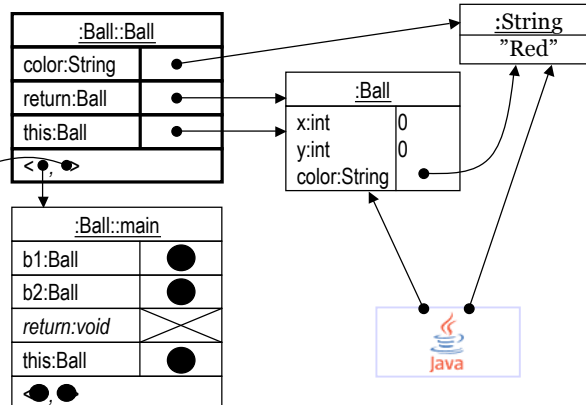 :Ball::Ball
color:String
return:Ball
this:Ball
< , >
:Ball::main
b1:Ball
b2:Ball
return:void
this:Ball
< , >
:Ball
x:int 0
y:int 0
color:String
:String
"Red"
Java